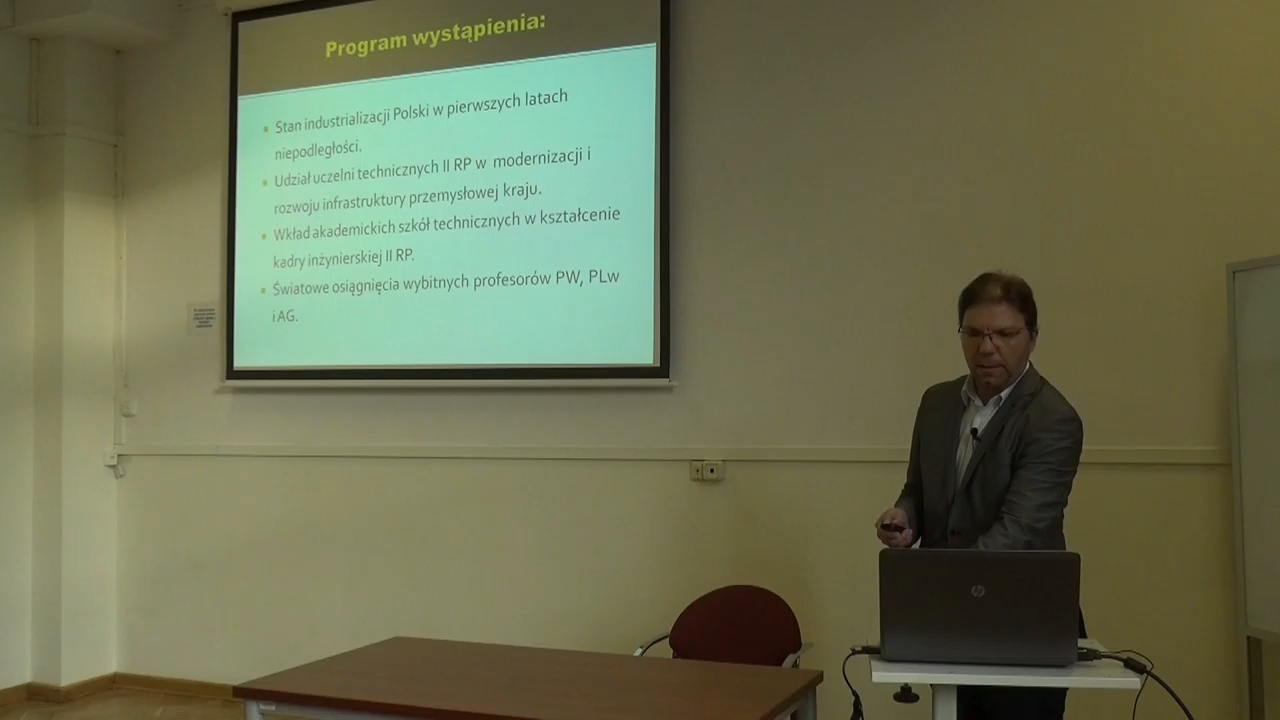 Program wystąpienia:
Stan industrializacji Polski w pierwszych latach
niepodległości.
Udział uczelni technicznych II RP w modernizacji i
rozwoju infrastruktury przemysłowej kraju.
Wkład akademickich szkół technicznych w kształcenie
kadry inżynierskiej II RP.
Światowe osiągnięcia wybitnych profesorów PW, PLw
i AG.
hp